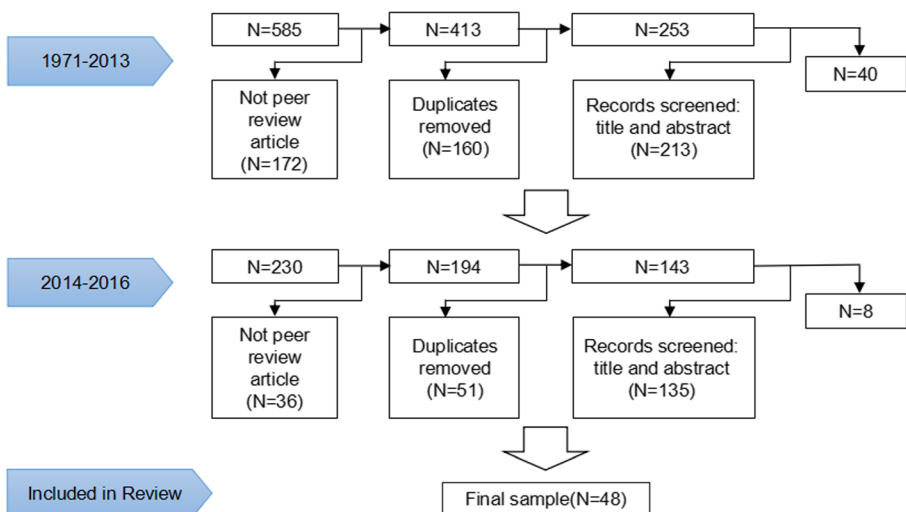 N=585
N=413
N=253
1971-2013
N=40
Not peer
review
article
(N=172)
Duplicates
removed
(N=160)
Records screened:
title and abstract
(N=213)
N=230
N=194
N=143
2014-2016
N=8
Not peer
review
article
(N=36)
Duplicates
removed
(N=51)
Records screened:
title and abstract
(N=135)
Included in Review
Final sample(N=48)